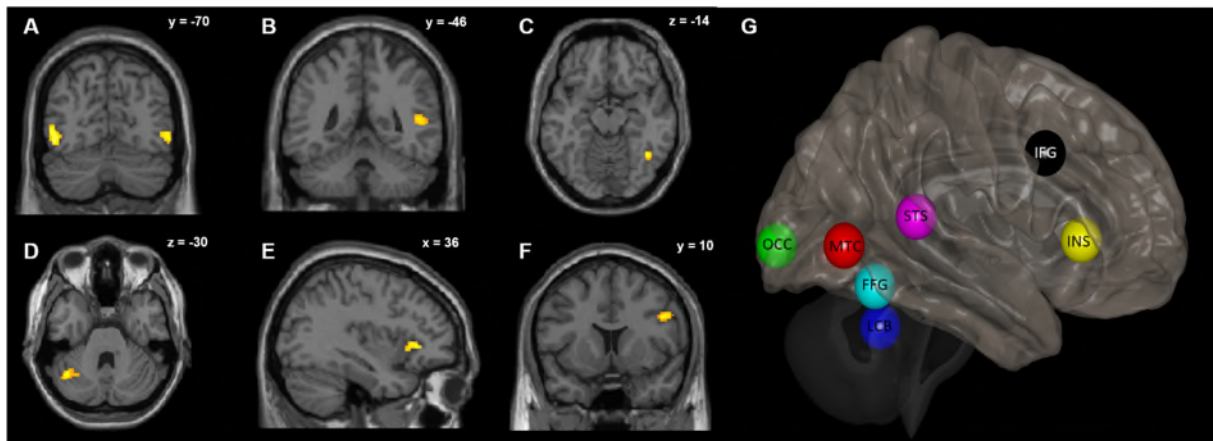 A
y = -70
B
y = -46
C
z = -14
G
D
z = -30
E
x = 36
F
y = 10
IFG
STS
OCC
MTC
INS
FFG
LCB